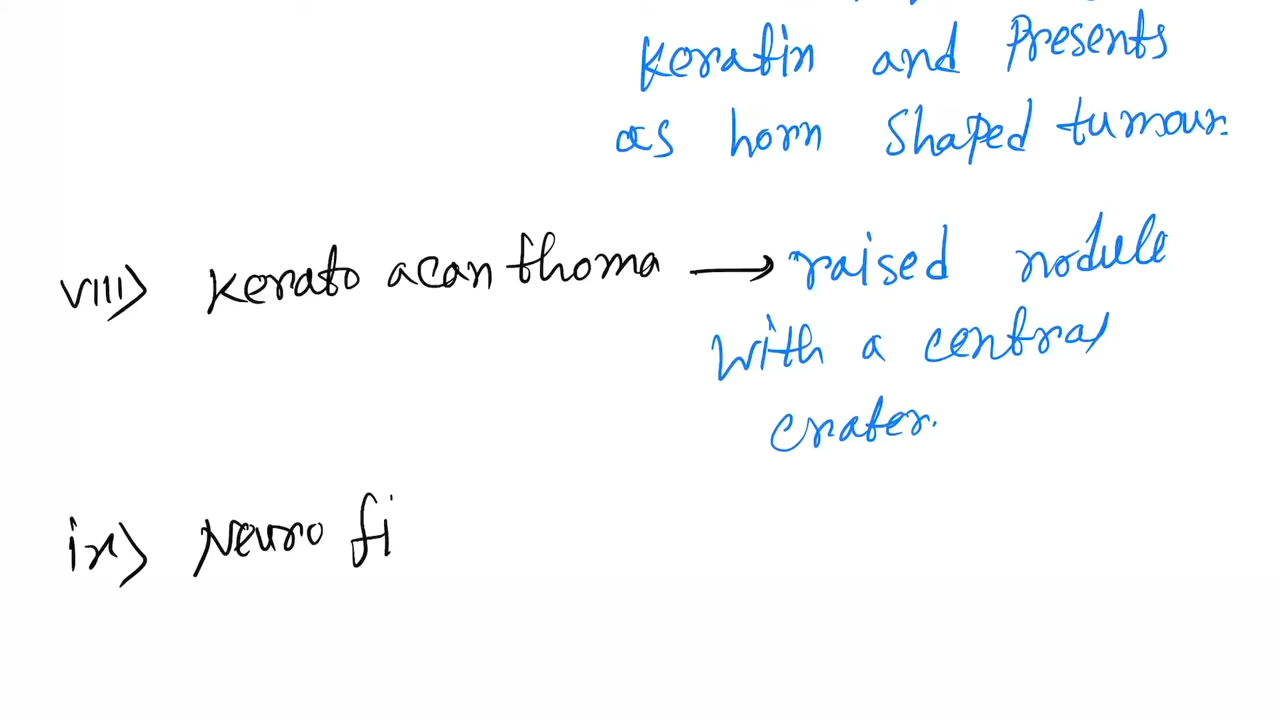 keratin and Presents
as horn shaped tumour.
viii) Kerato acanthoma → raised nodule
with a central
crater.
ix) Neuro fi